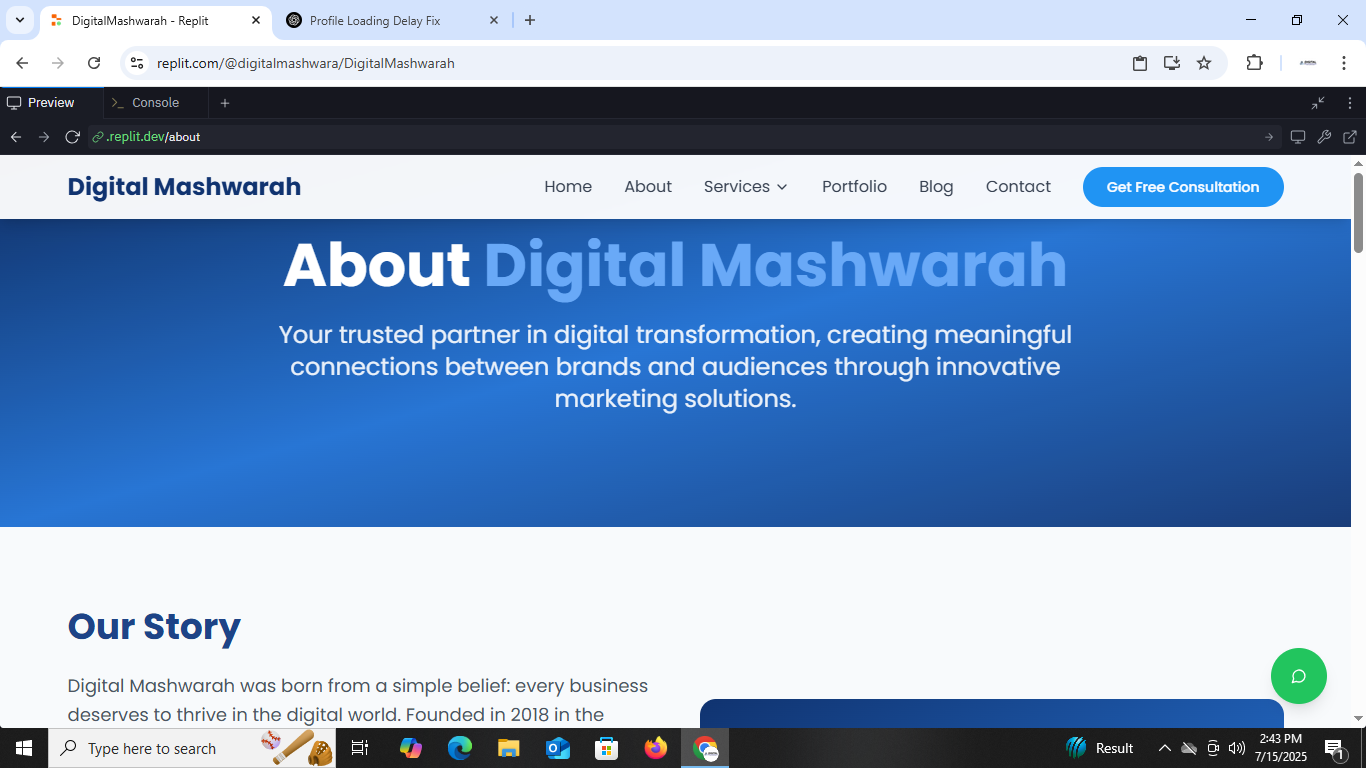 DigitalMashwarah - Replit
Profile Loading Delay Fix
replit.com/@digitalmashwara/DigitalMashwarah
Preview
Console
.replit.dev/about
Digital Mashwarah
Home
About
Services
Portfolio
Blog
Contact
Get Free Consultation
About Digital Mashwarah
Your trusted partner in digital transformation, creating meaningful
connections between brands and audiences through innovative
marketing solutions.
Our Story
Digital Mashwarah was born from a simple belief: every business
deserves to thrive in the digital world. Founded in 2018 in the
Type here to search
Result
2:43 PM
7/15/2025
1